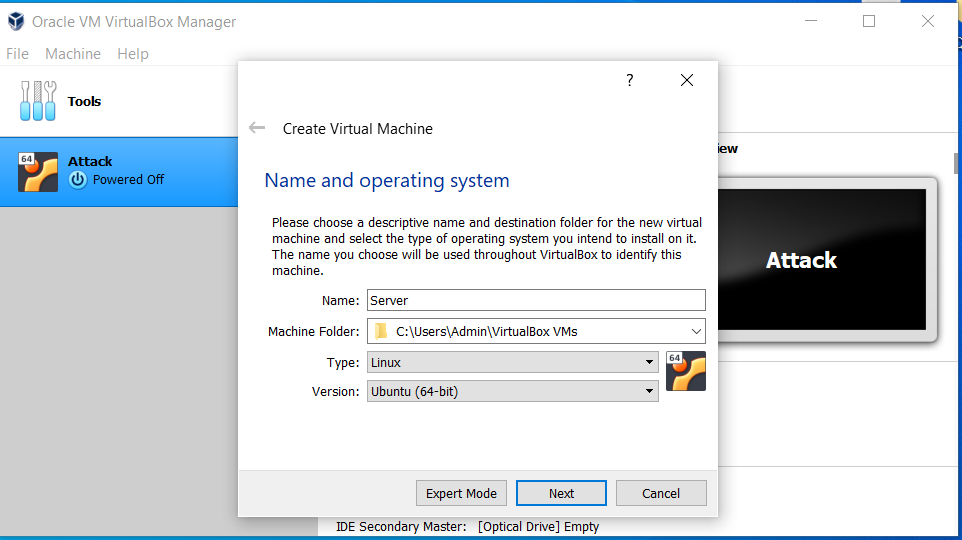 Oracle VM VirtualBox Manager
File Machine Help
Tools
64
Attack
Powered Off
?
Create Virtual Machine
Name and operating system
Please choose a descriptive name and destination folder for the new virtual
machine and select the type of operating system you intend to install on it.
The name you choose will be used throughout VirtualBox to identify this
machine.
Name: Server
Machine Folder: C:\Users\Admin\VirtualBox VMs
Type: Linux
64
Version: Ubuntu (64-bit)
Expert Mode Next Cancel
Attack
IDE Secondary Master: [Optical Drive] Empty